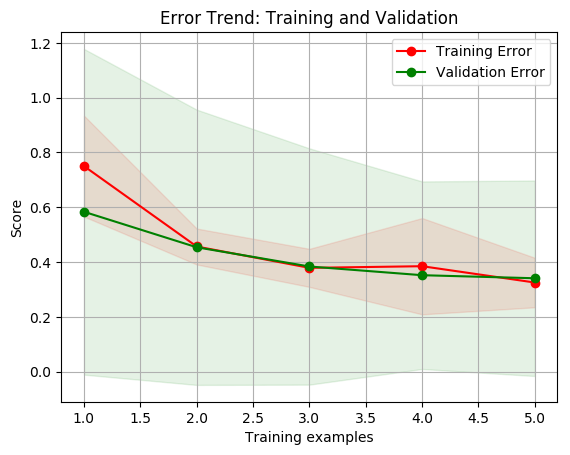 Error Trend: Training and Validation
Training Error
Validation Error
Score
1.2
1.0
0.8
0.6
0.4
0.2
0.0
1.0 1.5 2.0 2.5 3.0 3.5 4.0 4.5 5.0
Training examples